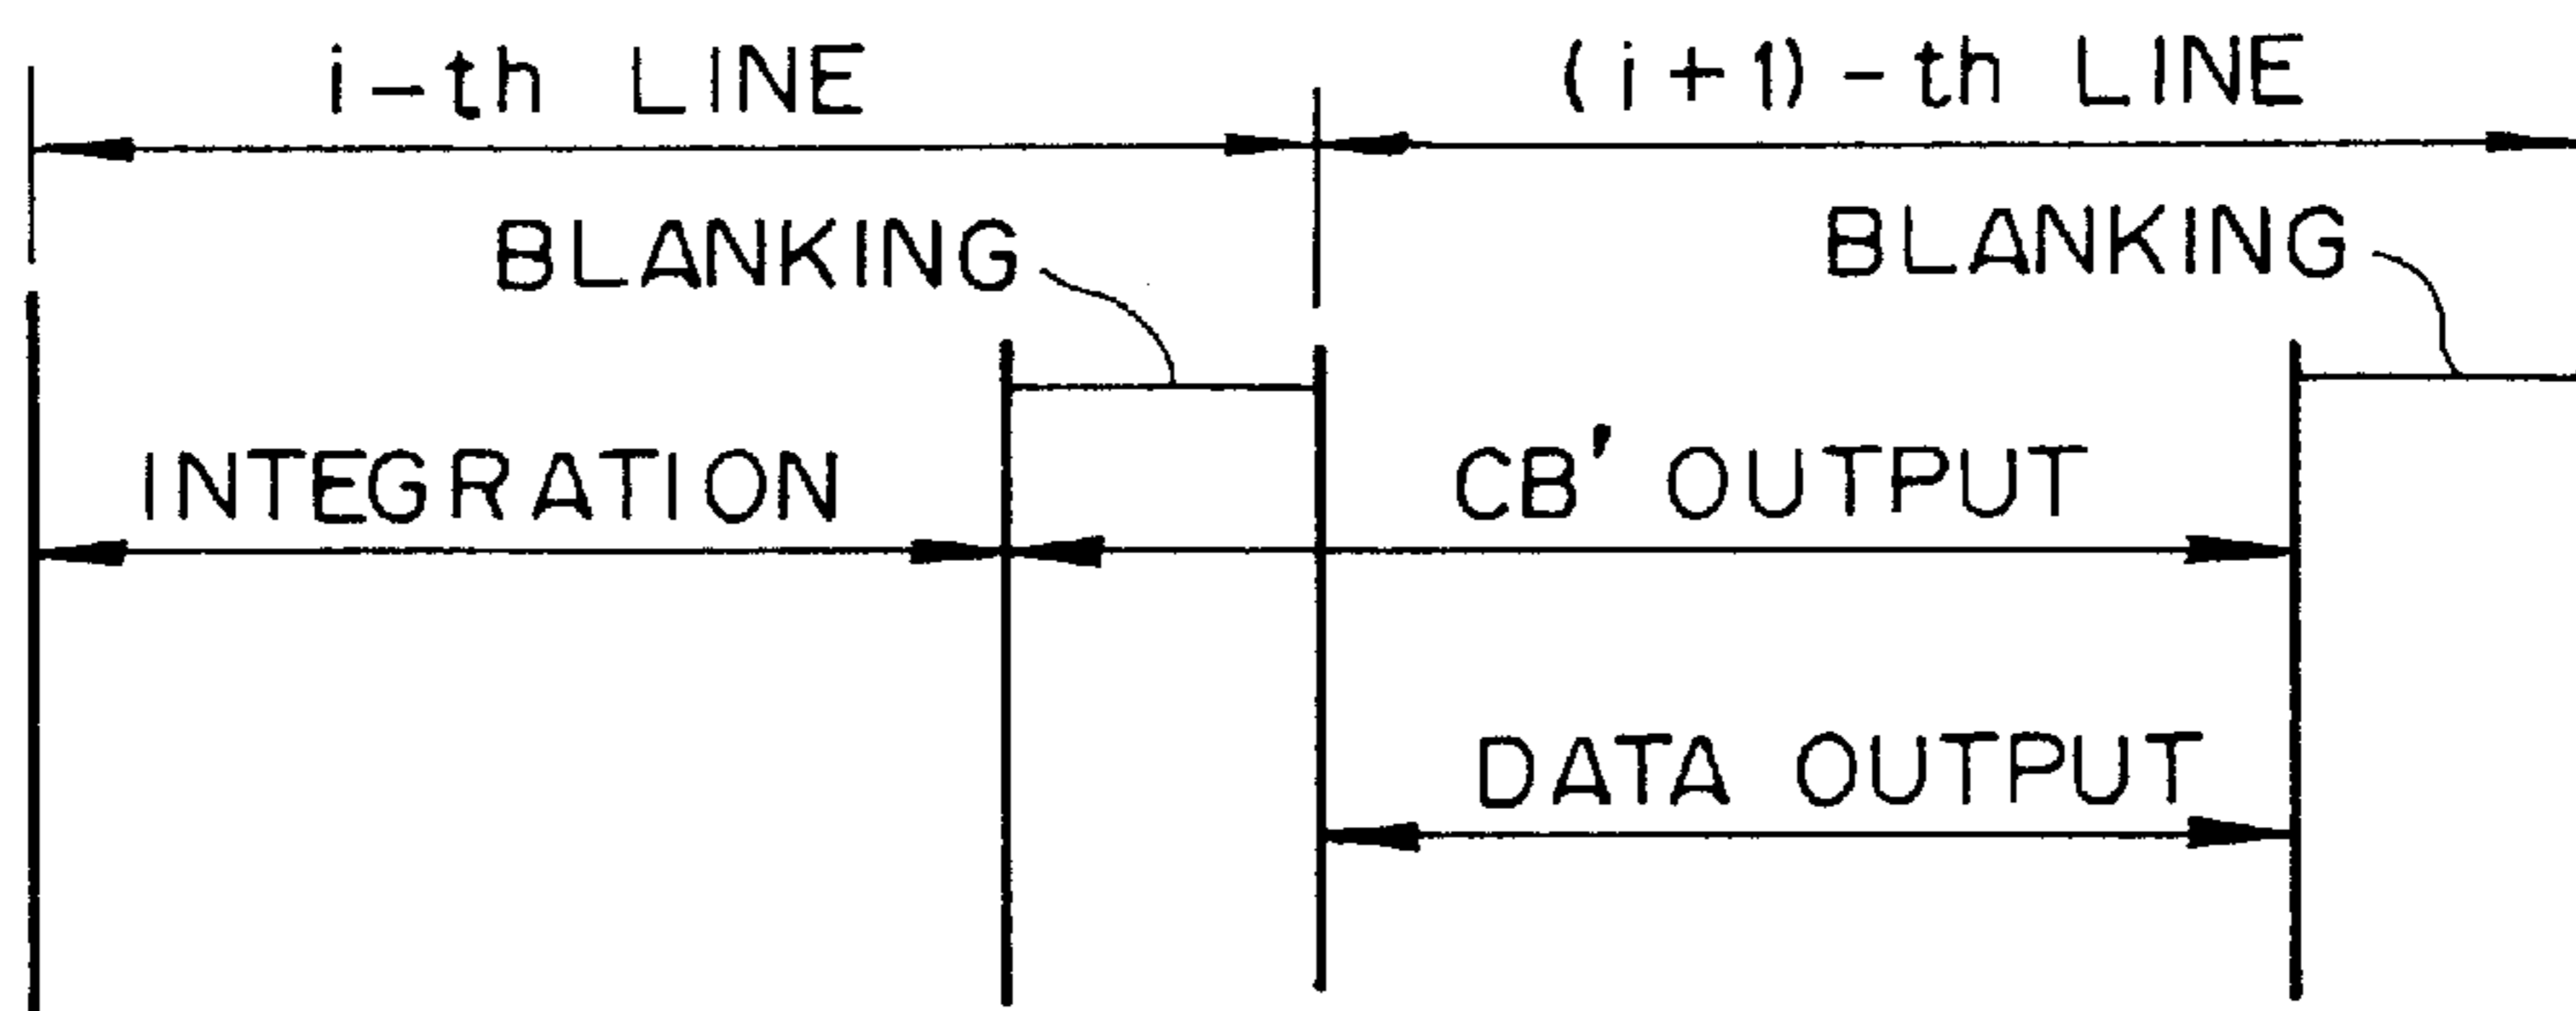 i-th LINE (i+1)-th LINE
BLANKING BLANKING
INTEGRATION CB' OUTPUT
DATA OUTPUT